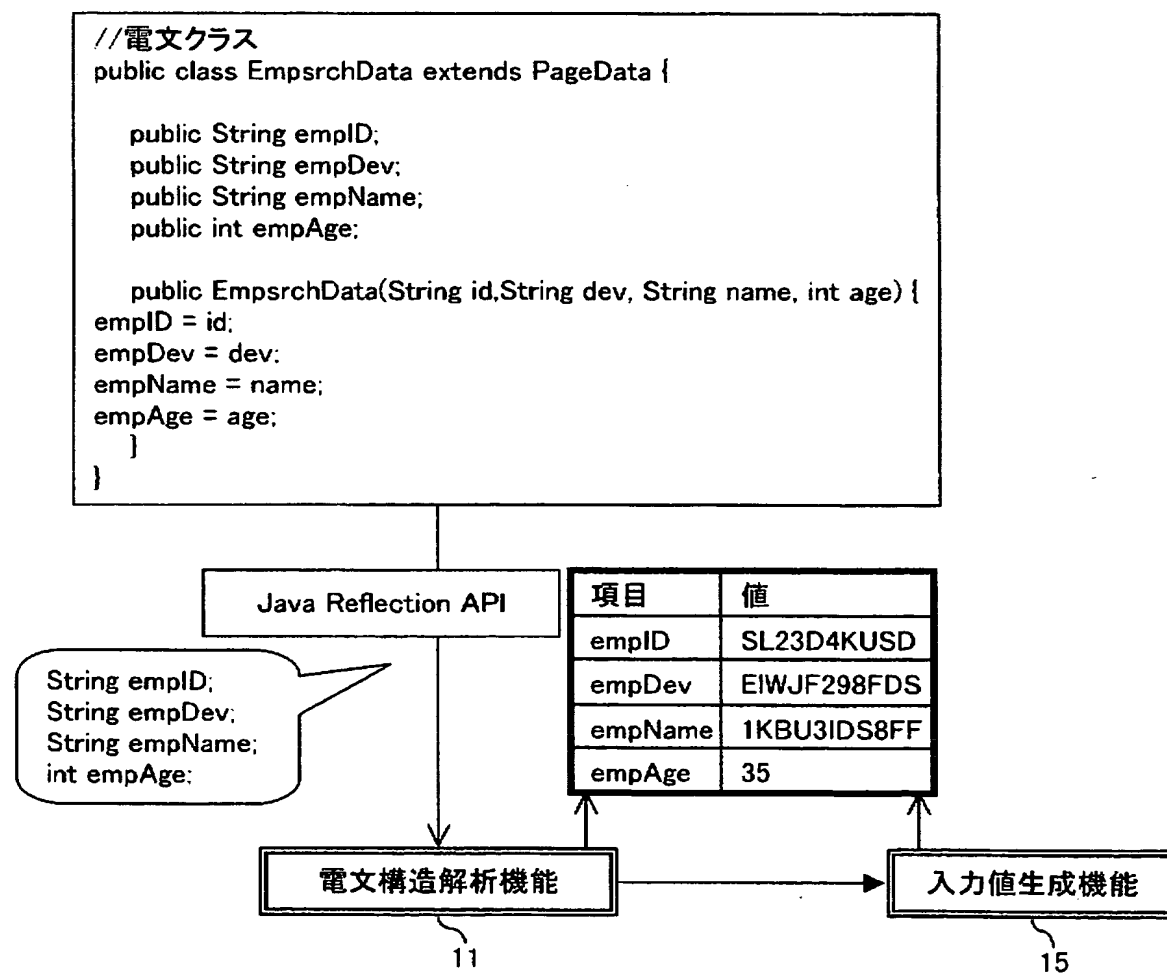 //電文クラス
public class EmpsrchData extends PageData {
public String empID;
public String empDev;
public String empName;
public int empAge;
public EmpsrchData(String id,String dev, String name, int age) {
empID = id;
empDev = dev;
empName = name;
empAge = age;
}
}
Java Reflection API
String empID;
String empDev;
String empName;
int empAge;
項目 値
empID SL23D4KUSD
empDev EIWJF298FDS
empName 1KBU3IDS8FF
empAge 35
電文構造解析機能
入力値生成機能
11
15